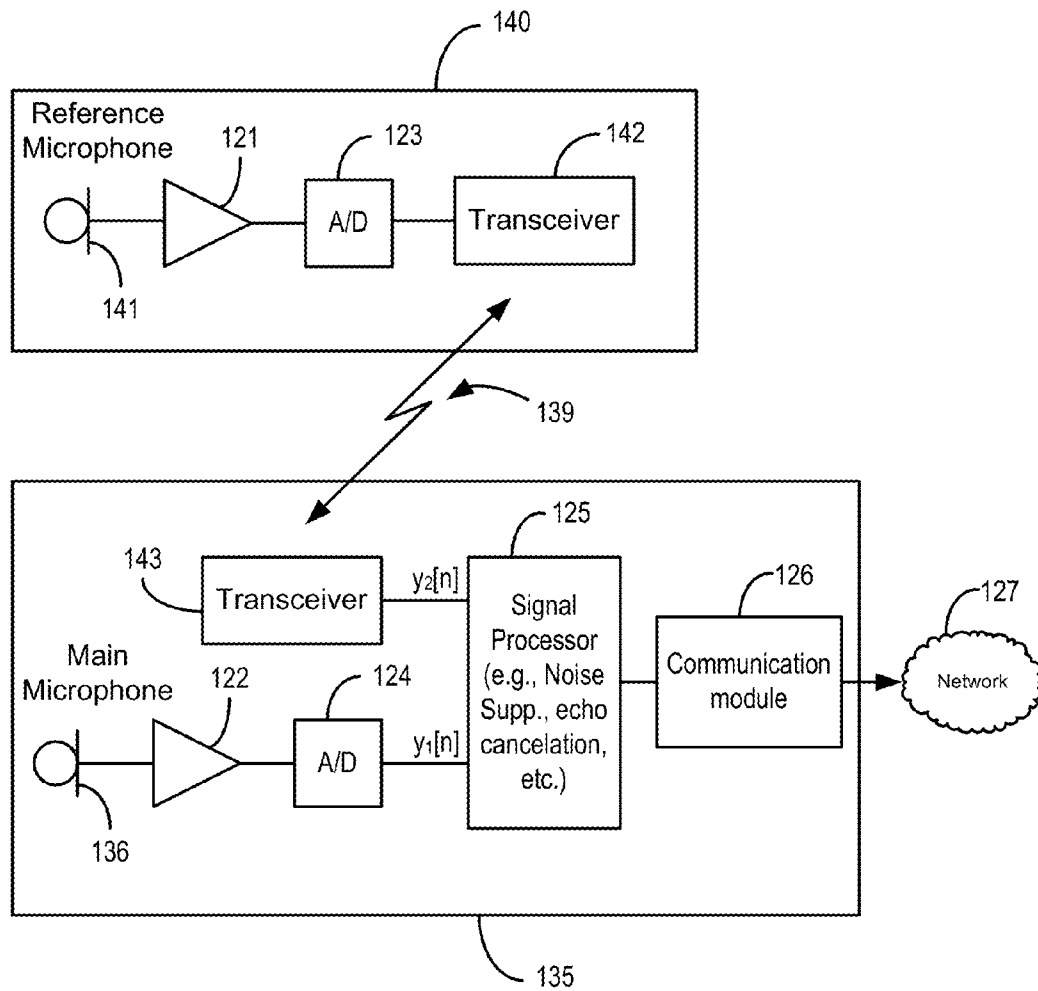 140
Reference
Microphone
121
123
142
A/D
Transceiver
141
139
125
143
Transceiver
y2[n]
126
127
Signal
Processor
(e.g., Noise
Supp., echo
cancelation,
etc.)
Communication
module
Network
Main
Microphone
122
124
A/D
y1[n]
136
135